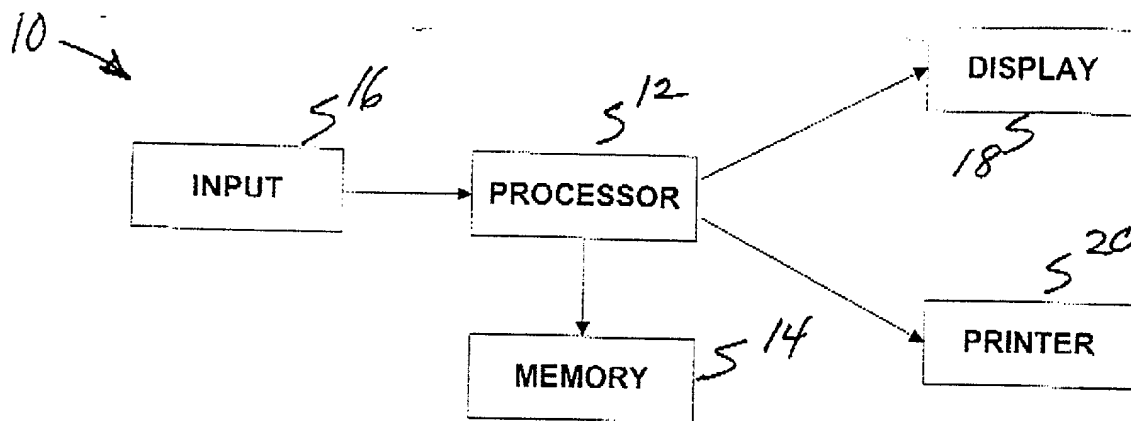 10
DISPLAY
18
16
INPUT
12
PROCESSOR
20
PRINTER
14
MEMORY